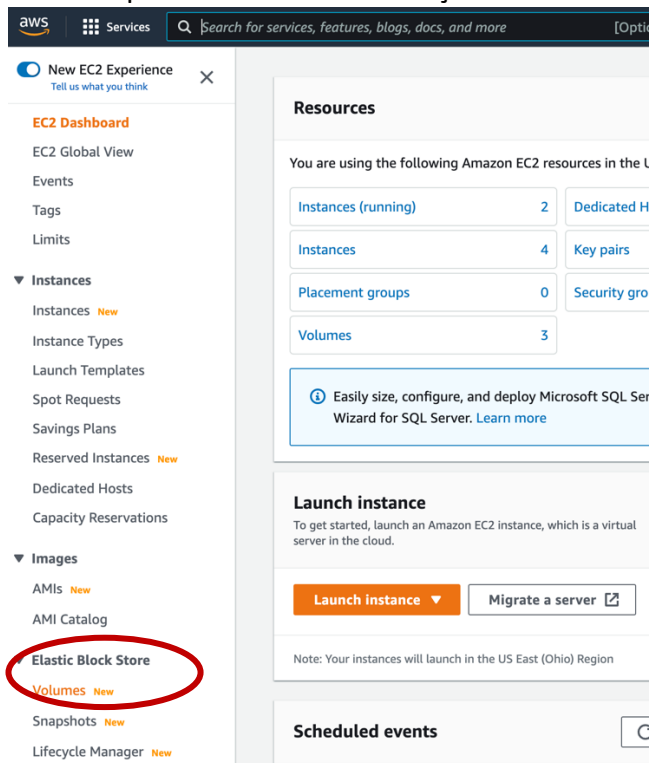 aws
Services
Search for services, features, blogs, docs, and more
[Optio
New EC2 Experience
Tell us what you think
EC2 Dashboard
EC2 Global View
Events
Tags
Limits
Instances
Instances New
Instance Types
Launch Templates
Spot Requests
Savings Plans
Reserved Instances New
Dedicated Hosts
Capacity Reservations
Images
AMIs New
AMI Catalog
Elastic Block Store
Volumes New
Snapshots New
Lifecycle Manager New
Resources
You are using the following Amazon EC2 resources in the U
Instances (running) 2
Dedicated H
Instances 4
Key pairs
Placement groups 0
Security gro
Volumes 3
Easily size, configure, and deploy Microsoft SQL Ser
Wizard for SQL Server. Learn more
Launch instance
To get started, launch an Amazon EC2 instance, which is a virtual
server in the cloud.
Launch instance
Migrate a server
Note: Your instances will launch in the US East (Ohio) Region
Scheduled events